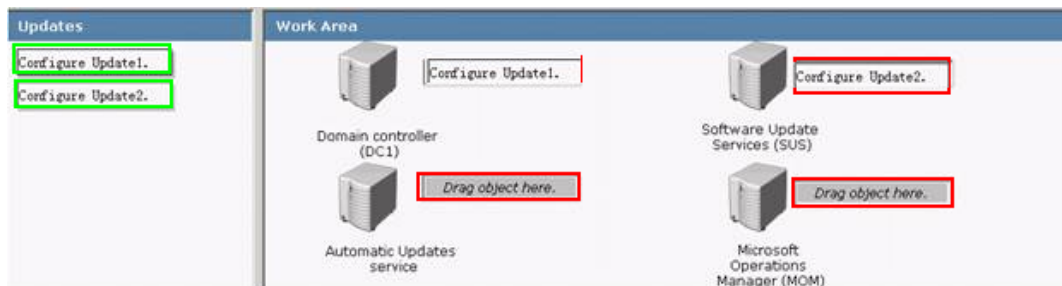 Updates
Work Area
Configure Update1.
Configure Update2.
Configure Update1.
Domain controller
(DC1)
Configure Update2.
Software Update
Services (SUS)
Drag object here.
Automatic Updates
service
Drag object here.
Microsoft
Operations
Manager (MOM)